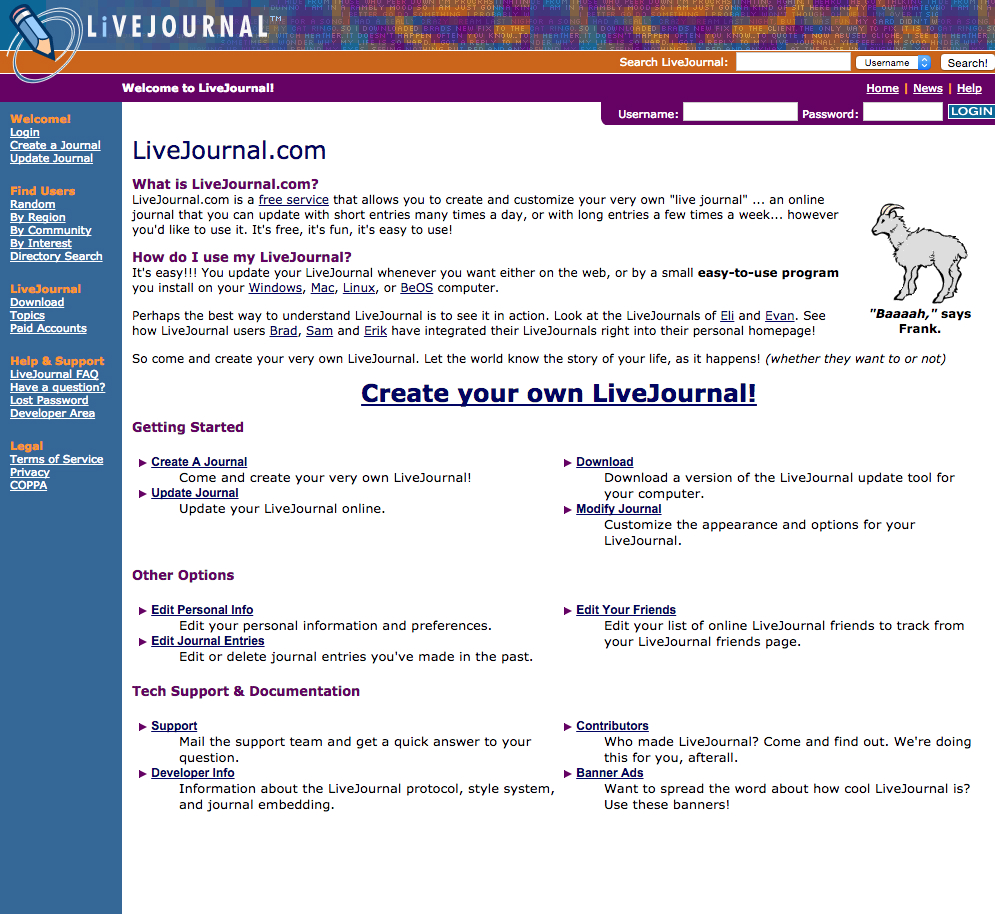 LiVEJOURNAL™
Search LiveJournal: Username Search!
Welcome to LiveJournal!
Home | News | Help
Username: Password: LOGIN
Welcome!
Login
Create a Journal
Update Journal
Find Users
Random
By Region
By Community
By Interest
Directory Search
LiveJournal
Download
Topics
Paid Accounts
Help & Support
LiveJournal FAQ
Have a question?
Lost Password
Developer Area
Legal
Terms of Service
Privacy
COPPA
LiveJournal.com
What is LiveJournal.com?
LiveJournal.com is a free service that allows you to create and customize your very own "live journal" ... an online
journal that you can update with short entries many times a day, or with long entries a few times a week... however
you'd like to use it. It's free, it's fun, it's easy to use!
How do I use my LiveJournal?
It's easy!!! You update your LiveJournal whenever you want either on the web, or by a small easy-to-use program
you install on your Windows, Mac, Linux, or BeOS computer.
Perhaps the best way to understand LiveJournal is to see it in action. Look at the LiveJournals of Eli and Evan. See
how LiveJournal users Brad, Sam and Erik have integrated their LiveJournals right into their personal homepage!
"Baaaah," says
Frank.
So come and create your very own LiveJournal. Let the world know the story of your life, as it happens! (whether they want to or not)
Create your own LiveJournal!
Getting Started
Create A Journal
Come and create your very own LiveJournal!
Update Journal
Update your LiveJournal online.
Download
Download a version of the LiveJournal update tool for
your computer.
Modify Journal
Customize the appearance and options for your
LiveJournal.
Other Options
Edit Personal Info
Edit your personal information and preferences.
Edit Journal Entries
Edit or delete journal entries you've made in the past.
Edit Your Friends
Edit your list of online LiveJournal friends to track from
your LiveJournal friends page.
Tech Support & Documentation
Support
Mail the support team and get a quick answer to your
question.
Developer Info
Information about the LiveJournal protocol, style system,
and journal embedding.
Contributors
Who made LiveJournal? Come and find out. We're doing
this for you, afterall.
Banner Ads
Want to spread the word about how cool LiveJournal is?
Use these banners!